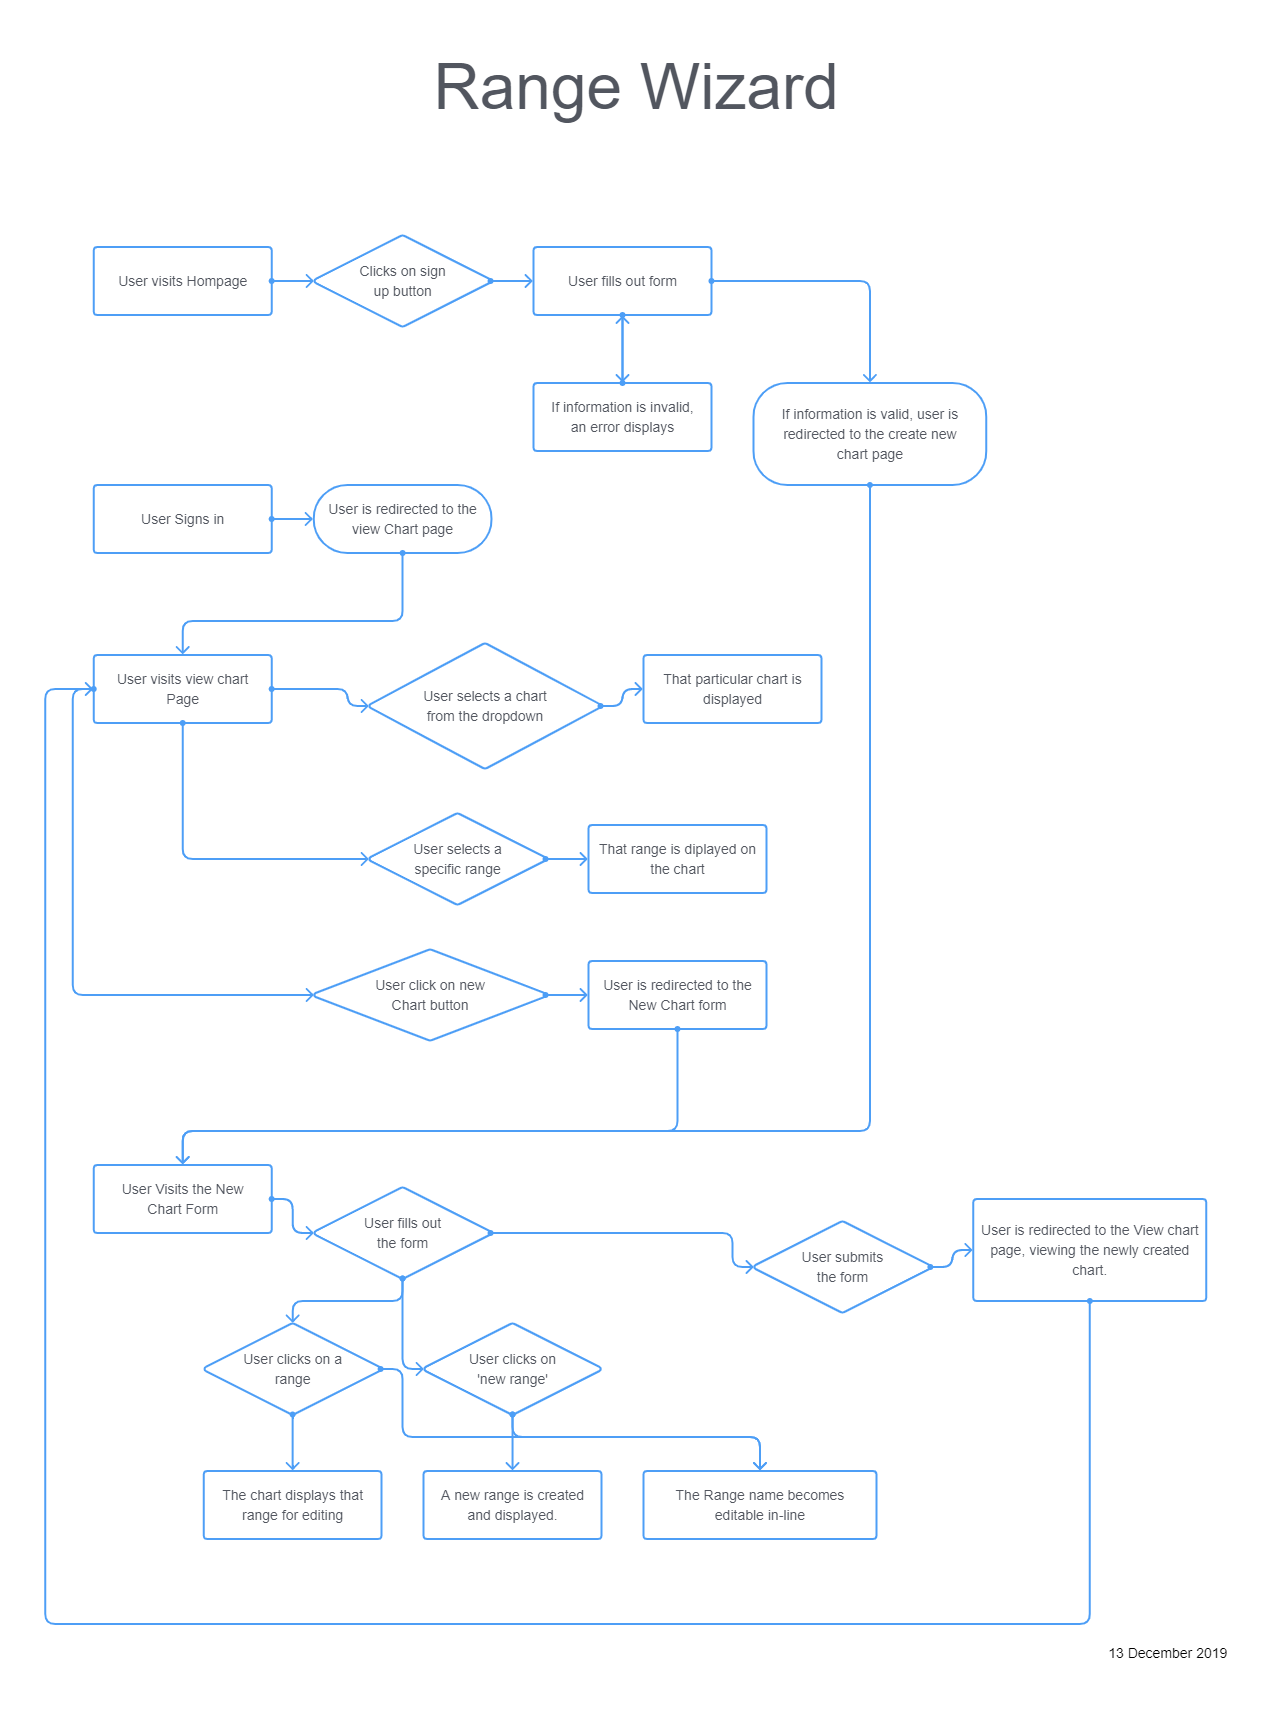 Range Wizard
User visits Hompage
Clicks on sign
up button
User fills out form
If information is invalid,
an error displays
If information is valid, user is
redirected to the create new
chart page
User Signs in
User is redirected to the
view Chart page
User visits view chart
Page
User selects a chart
from the dropdown
That particular chart is
displayed
User selects a
specific range
That range is diplayed on
the chart
User click on new
Chart button
User is redirected to the
New Chart form
User Visits the New
Chart Form
User fills out
the form
User submits
the form
User is redirected to the View chart
page, viewing the newly created
chart.
User clicks on a
range
User clicks on
'new range'
The chart displays that
range for editing
A new range is created
and displayed.
The Range name becomes
editable in-line
13 December 2019